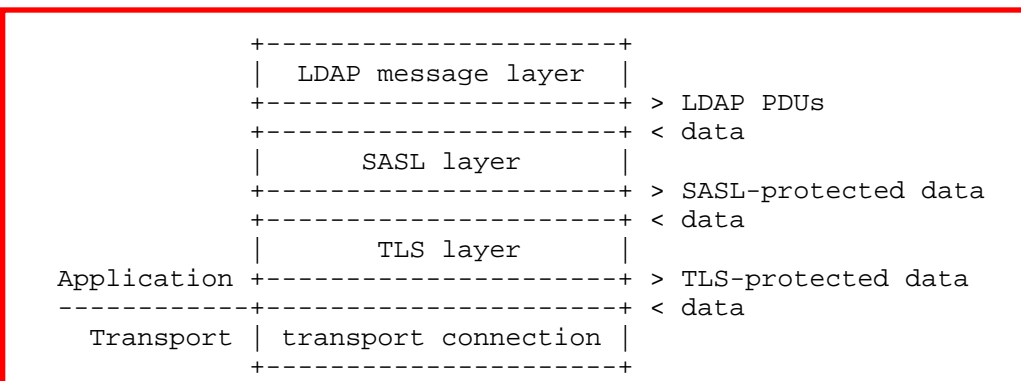 +----------------------+
|  LDAP message layer  |
+----------------------+ > LDAP PDUs
+----------------------+ < data
|      SASL layer      |
+----------------------+ > SASL-protected data
+----------------------+ < data
|       TLS layer      |
Application +----------------------+ > TLS-protected data
------------+----------------------+ < data
Transport | transport connection |
+----------------------+